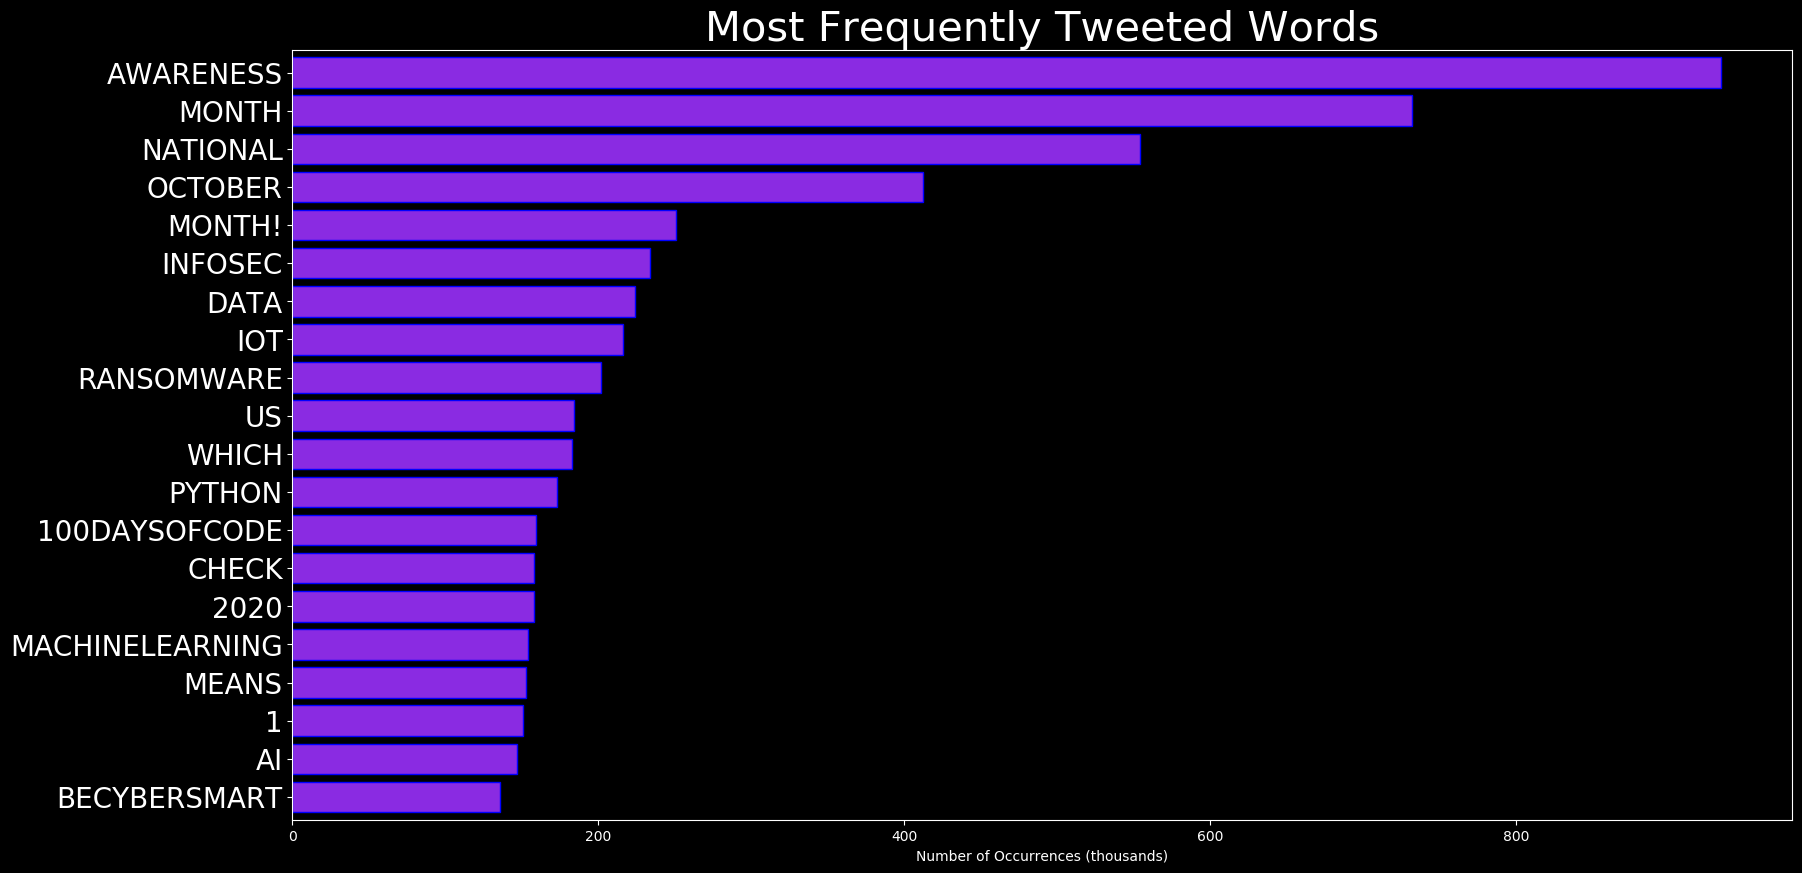 Most Frequently Tweeted Words
AWARENESS
MONTH
NATIONAL
OCTOBER
MONTH!
INFOSEC
DATA
IOT
RANSOMWARE
US
WHICH
PYTHON
100DAYSOFCODE
CHECK
2020
MACHINELEARNING
MEANS
1
AI
BECYBERSMART
0 200 400 600 800
Number of Occurrences (thousands)